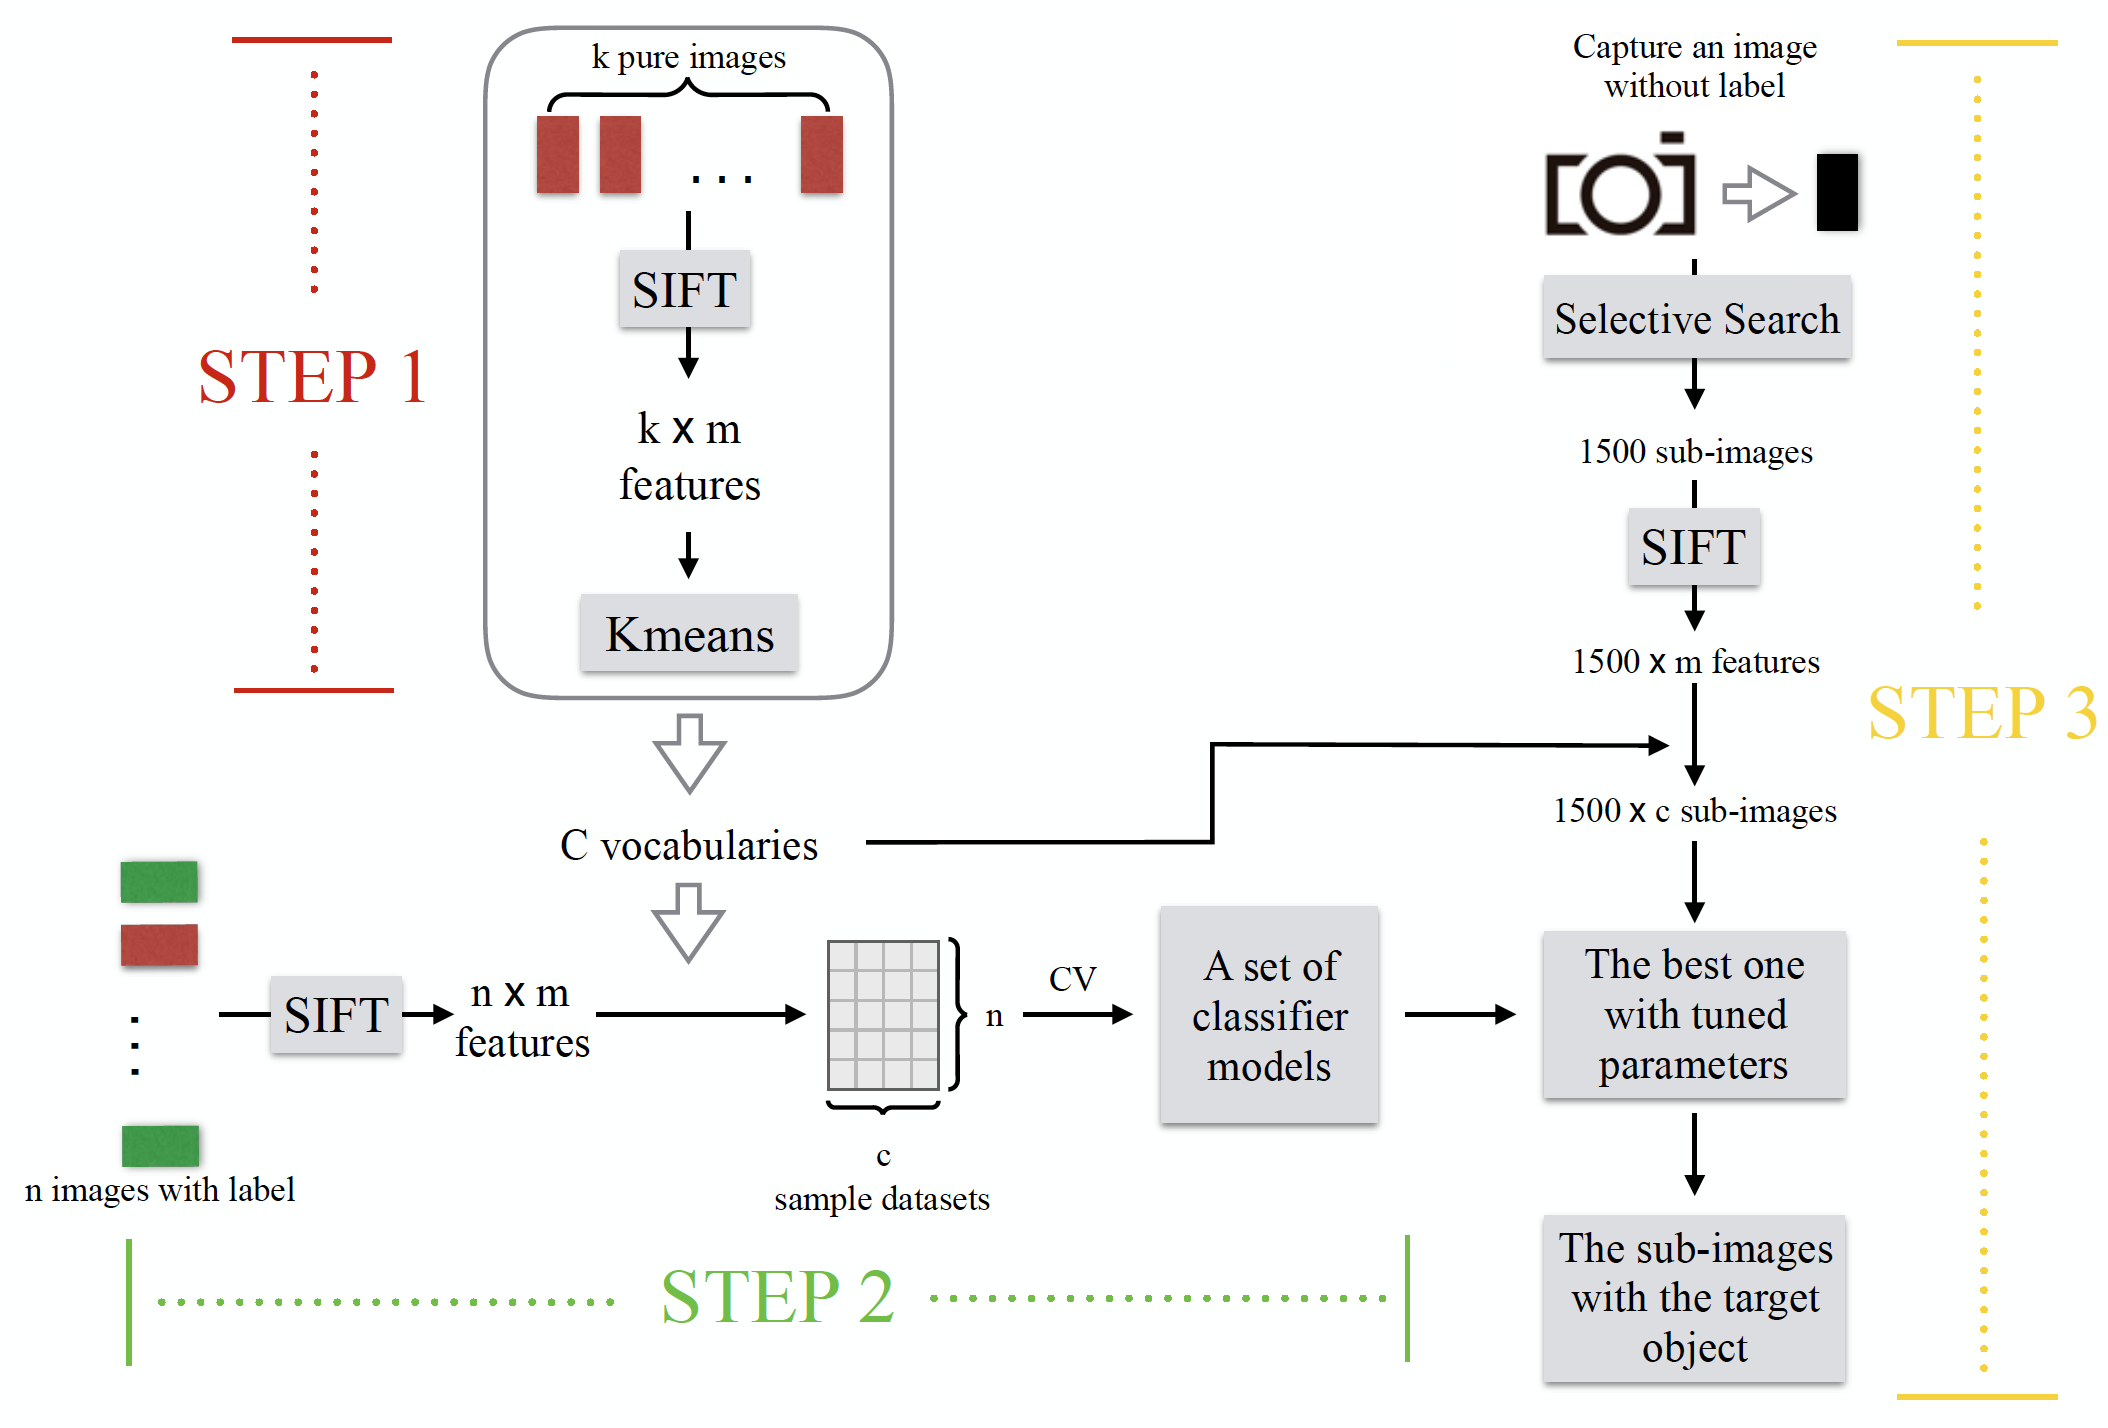 STEP 1
k pure images
. . .
SIFT
k x m
features
Kmeans
C vocabularies
n images with label
SIFT
n x m
features
n
c
sample datasets
CV
A set of
classifier
models
STEP 2
Capture an image
without label
Selective Search
1500 sub-images
SIFT
1500 x m features
1500 x c sub-images
The best one
with tuned
parameters
The sub-images
with the target
object
STEP 3